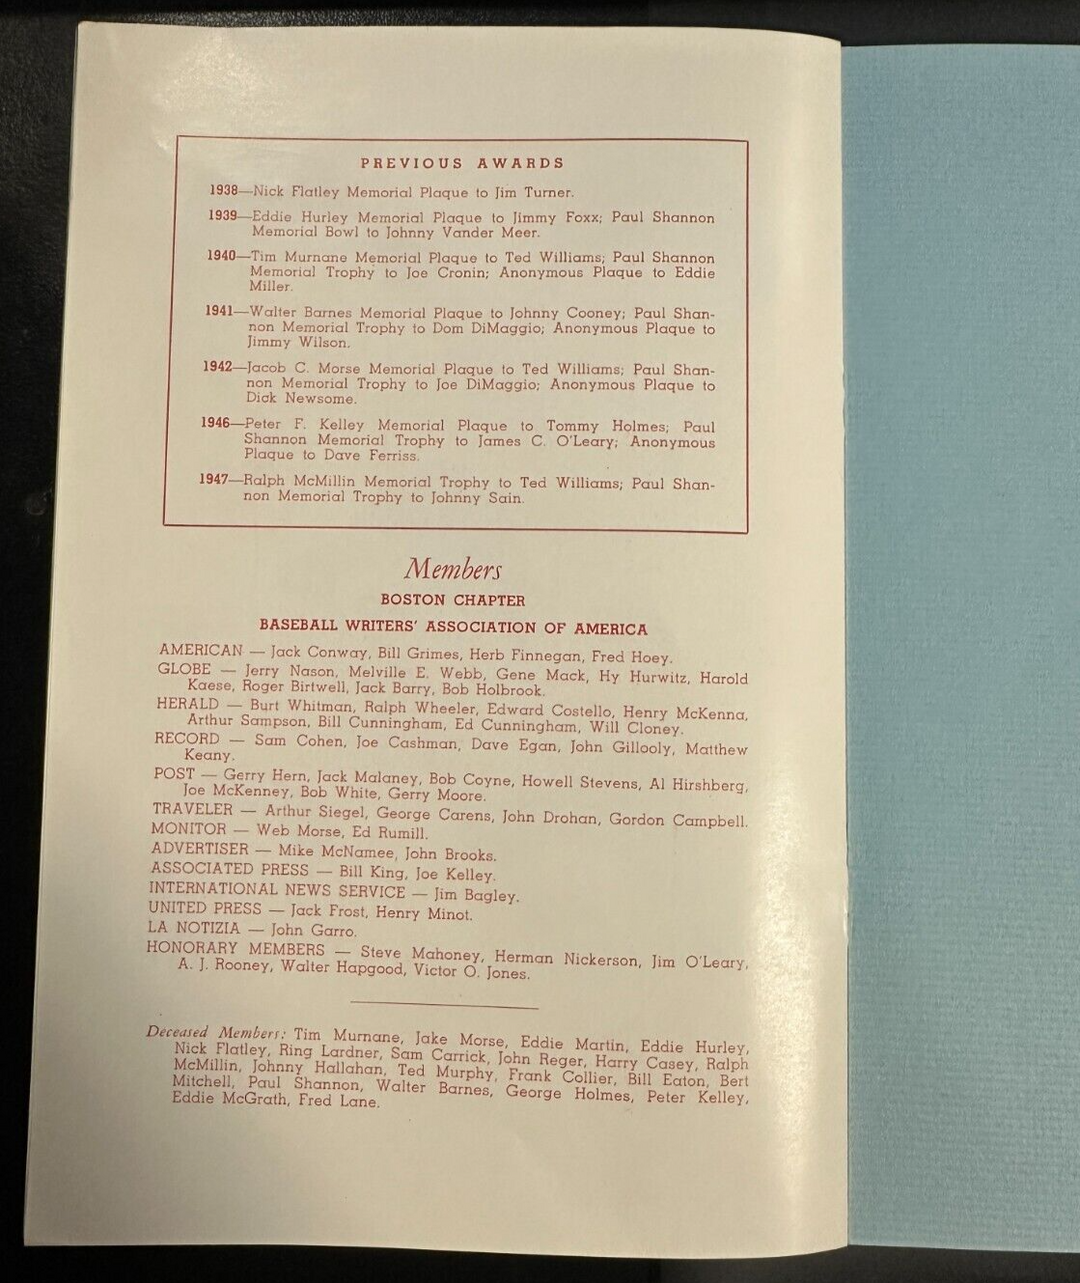 PREVIOUS AWARDS
1938—Nick Flatley Memorial Plaque to Jim Turner.
1939—Eddie Hurley Memorial Plaque to Jimmy Foxx; Paul Shannon
Memorial Bowl to Johnny Vander Meer.
1940—Tim Murnane Memorial Plaque to Ted Williams; Paul Shannon
Memorial Trophy to Joe Cronin; Anonymous Plaque to Eddie
Miller.
1941—Walter Barnes Memorial Plaque to Johnny Cooney; Paul Shan-
non Memorial Trophy to Dom DiMaggio; Anonymous Plaque to
Jimmy Wilson.
1942—Jacob C. Morse Memorial Plaque to Ted Williams; Paul Shan-
non Memorial Trophy to Joe DiMaggio; Anonymous Plaque to
Dick Newsome.
1946—Peter F. Kelley Memorial Plaque to Tommy Holmes; Paul
Shannon Memorial Trophy to James C. O'Leary; Anonymous
Plaque to Dave Ferriss.
1947—Ralph McMillin Memorial Trophy to Ted Williams; Paul Shan-
non Memorial Trophy to Johnny Sain.
Members
BOSTON CHAPTER
BASEBALL WRITERS' ASSOCIATION OF AMERICA
AMERICAN — Jack Conway, Bill Grimes, Herb Finnegan, Fred Hoey.
GLOBE — Jerry Nason, Melville E. Webb, Gene Mack, Hy Hurwitz, Harold
Kaese, Roger Birtwell, Jack Barry, Bob Holbrook.
HERALD — Burt Whitman, Ralph Wheeler, Edward Costello, Henry McKenna,
Arthur Sampson, Bill Cunningham, Ed Cunningham, Will Cloney.
RECORD — Sam Cohen, Joe Cashman, Dave Egan, John Gillooly, Matthew
Keany.
POST — Gerry Hern, Jack Malaney, Bob Coyne, Howell Stevens, Al Hirshberg,
Joe McKenney, Bob White, Gerry Moore.
TRAVELER — Arthur Siegel, George Carens, John Drohan, Gordon Campbell.
MONITOR — Web Morse, Ed Rumill.
ADVERTISER — Mike McNamee, John Brooks.
ASSOCIATED PRESS — Bill King, Joe Kelley.
INTERNATIONAL NEWS SERVICE — Jim Bagley.
UNITED PRESS — Jack Frost, Henry Minot.
LA NOTIZIA — John Garro.
HONORARY MEMBERS — Steve Mahoney, Herman Nickerson, Jim O'Leary,
A. J. Rooney, Walter Hapgood, Victor O. Jones.
Deceased Members: Tim Murnane, Jake Morse, Eddie Martin, Eddie Hurley,
Nick Flatley, Ring Lardner, Sam Carrick, John Reger, Harry Casey, Ralph
McMillin, Johnny Hallahan, Ted Murphy, Frank Collier, Bill Eaton, Bert
Mitchell, Paul Shannon, Walter Barnes, George Holmes, Peter Kelley,
Eddie McGrath, Fred Lane.